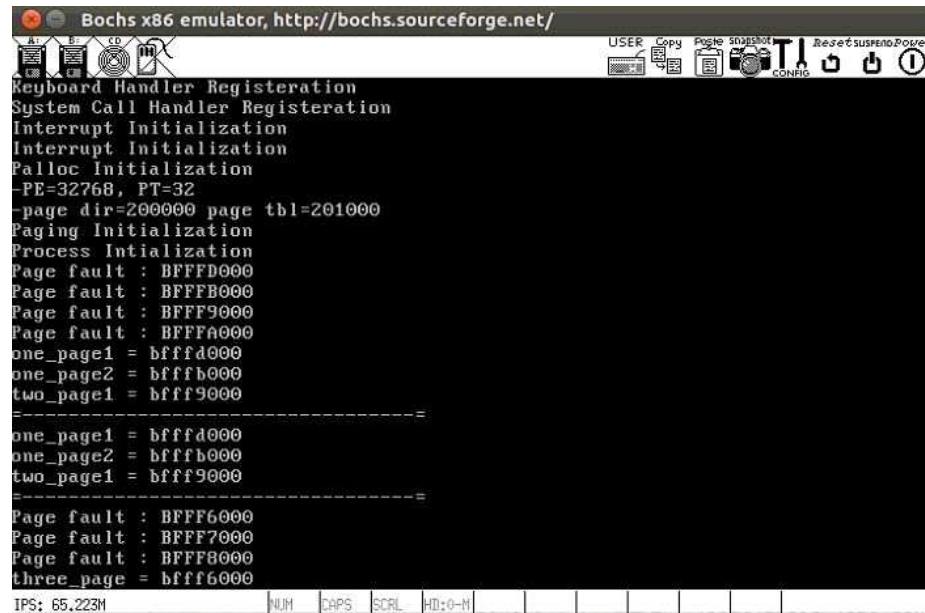 Bochs x86 emulator, http://bochs.sourceforge.net/
A: B: CD USER Copy Paste snapshot CONFIG Reset SUSPEND Power
Keyboard Handler Registeration
System Call Handler Registeration
Interrupt Initialization
Interrupt Initialization
Palloc Initialization
-PE=32768, PT=32
-page dir=200000 page tbl=201000
Paging Initialization
Process Intialization
Page fault : BFFFD000
Page fault : BFFFB000
Page fault : BFFF9000
Page fault : BFFFA000
one_page1 = bfffd000
one_page2 = bfffb000
two_page1 = bfff9000
=----------------------------------=
one_page1 = bfffd000
one_page2 = bfffb000
two_page1 = bfff9000
=----------------------------------=
Page fault : BFFF6000
Page fault : BFFF7000
Page fault : BFFF8000
three_page = bfff6000
IPS: 65,223M NUM CAPS SCRL HD:0-M